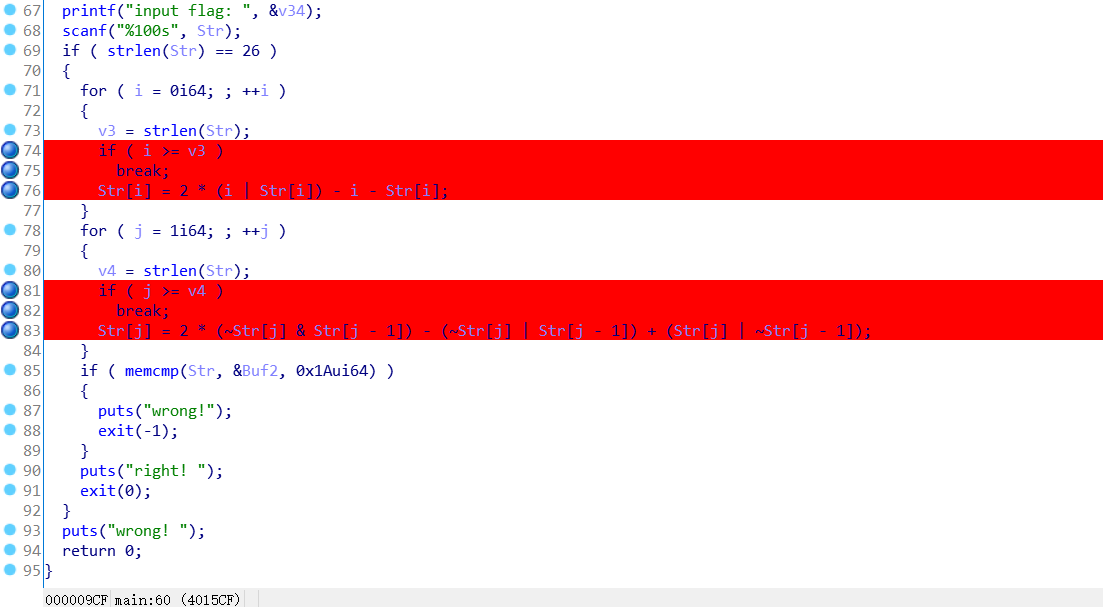 67 printf("input flag: ", &v34);
68 scanf("%100s", Str);
69 if ( strlen(Str) == 26 )
70 {
71 for ( i = 0i64; ; ++i )
72 {
73 v3 = strlen(Str);
74 if ( i >= v3 )
75 break;
76 Str[i] = 2 * (i | Str[i]) - i - Str[i];
77 }
78 for ( j = 1i64; ; ++j )
79 {
80 v4 = strlen(Str);
81 if ( j >= v4 )
82 break;
83 Str[j] = 2 * (~Str[j] & Str[j - 1]) - (~Str[j] | Str[j - 1]) + (Str[j] | ~Str[j - 1]);
84 }
85 if ( memcmp(Str, &Buf2, 0x1Aui64) )
86 {
87 puts("wrong!");
88 exit(-1);
89 }
90 puts("right! ");
91 exit(0);
92 }
93 puts("wrong! ");
94 return 0;
95 }
000009CF main:60 (4015CF)